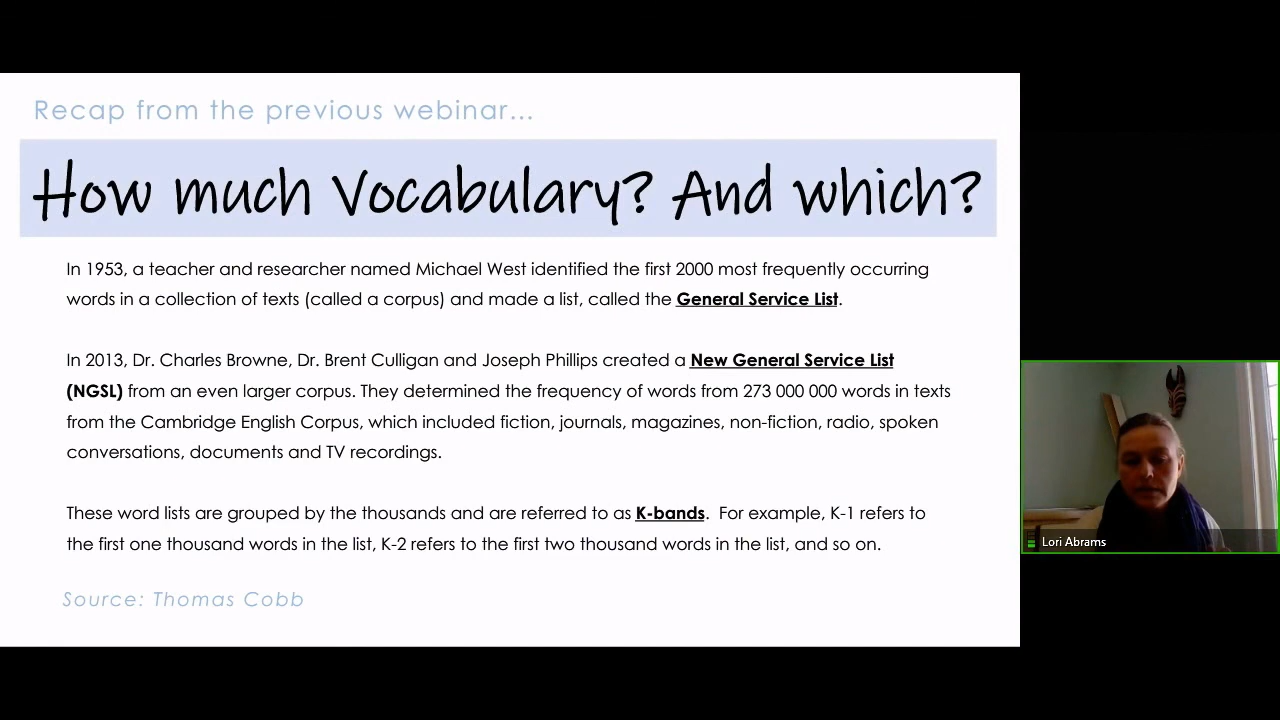 Recap from the previous webinar...
How much Vocabulary? And which?
In 1953, a teacher and researcher named Michael West identified the first 2000 most frequently occurring
words in a collection of texts (called a corpus) and made a list, called the General Service List.
In 2013, Dr. Charles Browne, Dr. Brent Culligan and Joseph Phillips created a New General Service List
(NGSL) from an even larger corpus. They determined the frequency of words from 273 000 000 words in texts
from the Cambridge English Corpus, which included fiction, journals, magazines, non-fiction, radio, spoken
conversations, documents and TV recordings.
These word lists are grouped by the thousands and are referred to as K-bands. For example, K-1 refers to
the first one thousand words in the list, K-2 refers to the first two thousand words in the list, and so on.
Source: Thomas Cobb
Lori Abrams